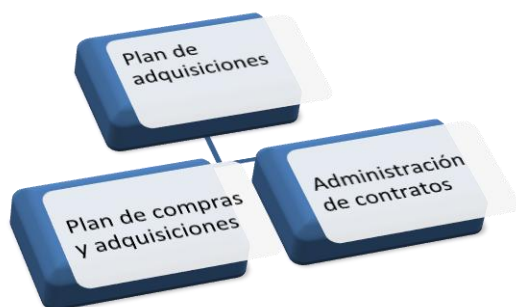 Plan de
adquisiciones
Plan de compras
y adquisiciones
Administración
de contratos